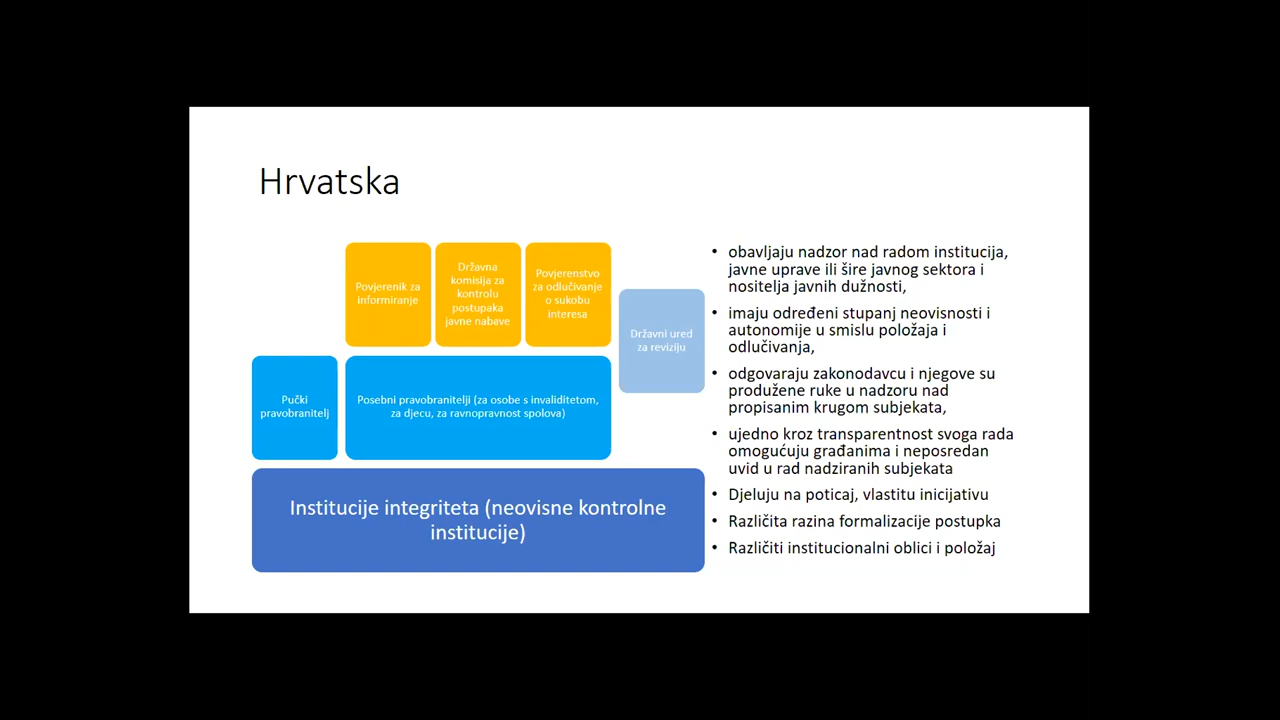 Hrvatska
Povjerenik za
informiranje
Državna
komisija za
kontrolu
postupaka
javne nabave
Povjerenstvo
za odlučivanje
o sukobu
interesa
Državni ured
za reviziju
Pučki
pravobranitelj
Posebni pravobranitelji (za osobe s invaliditetom,
za djecu, za ravnopravnost spolova)
Institucije integriteta (neovisne kontrolne
institucije)
• obavljaju nadzor nad radom institucija,
javne uprave ili šire javnog sektora i
nositelja javnih dužnosti,
• imaju određeni stupanj neovisnosti i
autonomije u smislu položaja i
odlučivanja,
• odgovaraju zakonodavcu i njegove su
produžene ruke u nadzoru nad
propisanim krugom subjekata,
• ujedno kroz transparentnost svoga rada
omogućuju građanima i neposredan
uvid u rad nadziranih subjekata
• Djeluju na poticaj, vlastitu inicijativu
• Različita razina formalizacije postupka
• Različiti institucionalni oblici i položaj